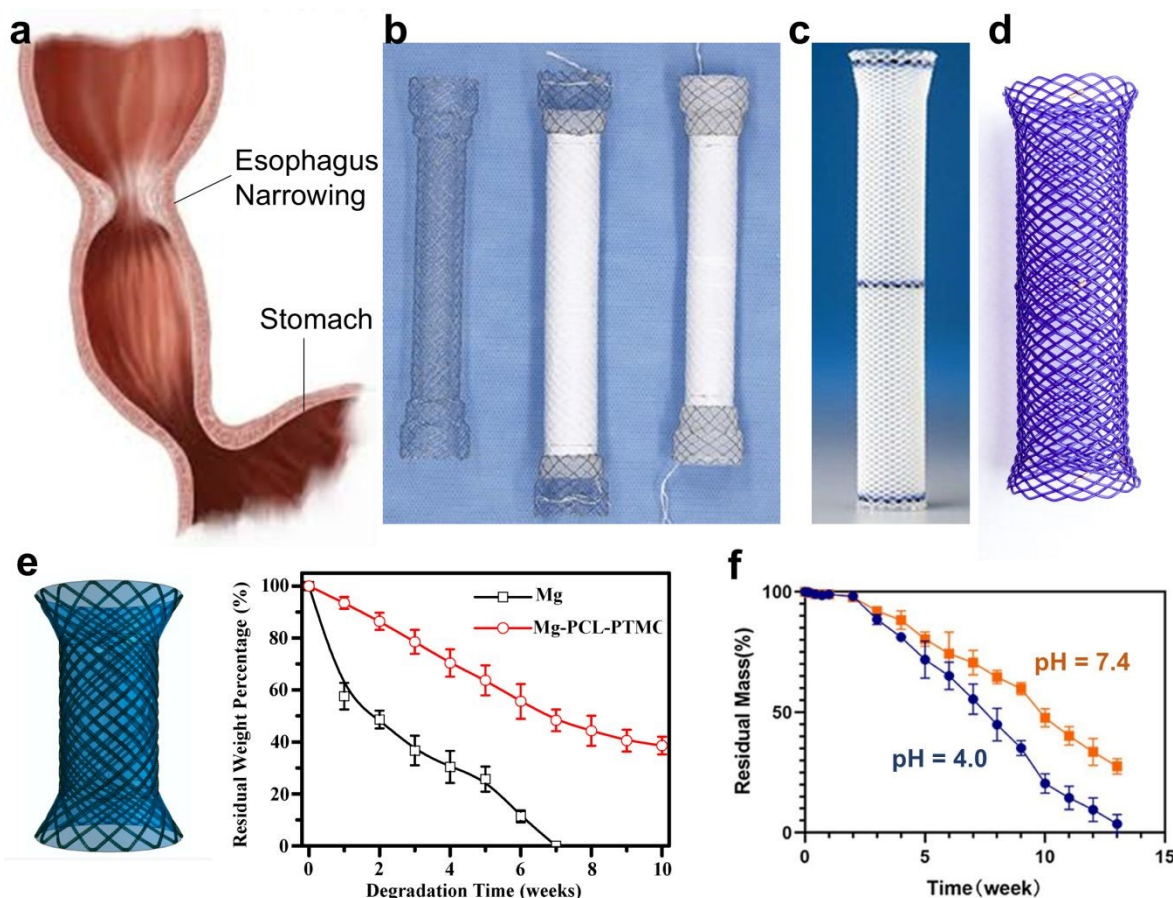 a
b
c
d
Esophagus
Narrowing
Stomach
e
Residual Weight Percentage (%)
100
80
60
40
20
0
Mg
Mg-PCL-PTMC
0 2 4 6 8 10
Degradation Time (weeks)
f
Residual Mass(%)
100
50
0
pH = 7.4
pH = 4.0
0 5 10 15
Time(week)